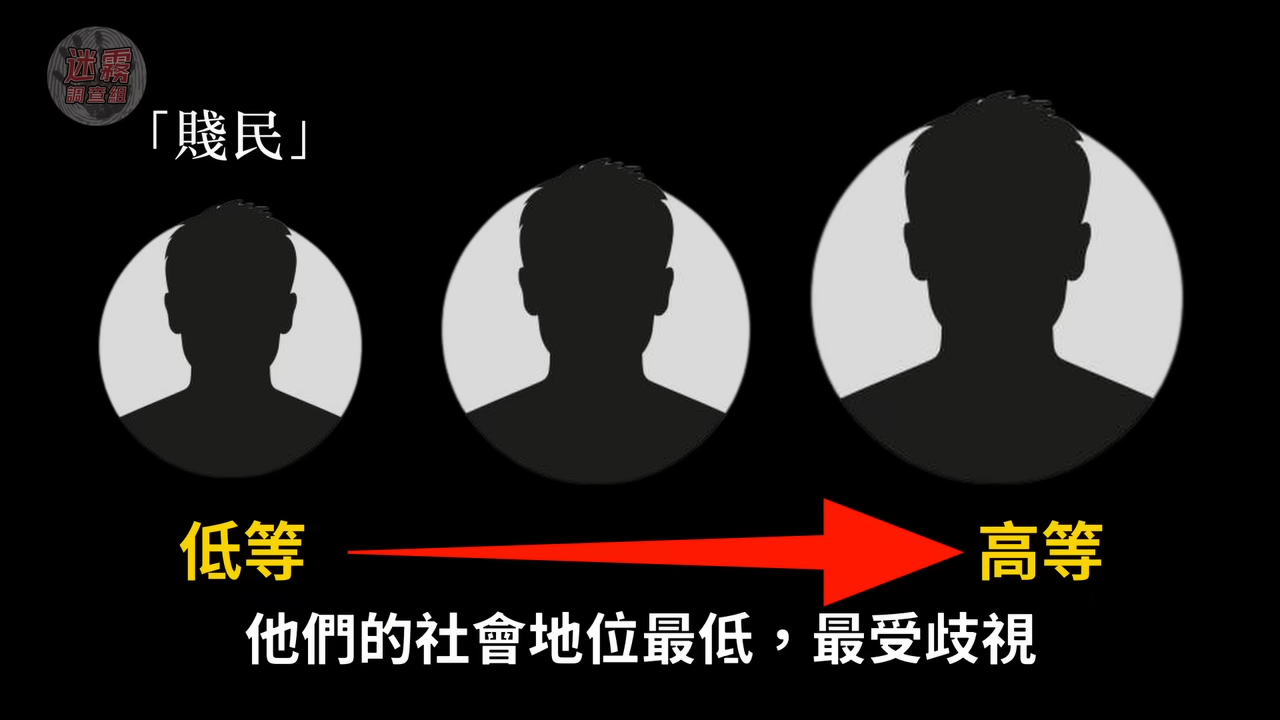 迷霧
調查組
「賤民」
低等
高等
他們的社會地位最低，最受歧視